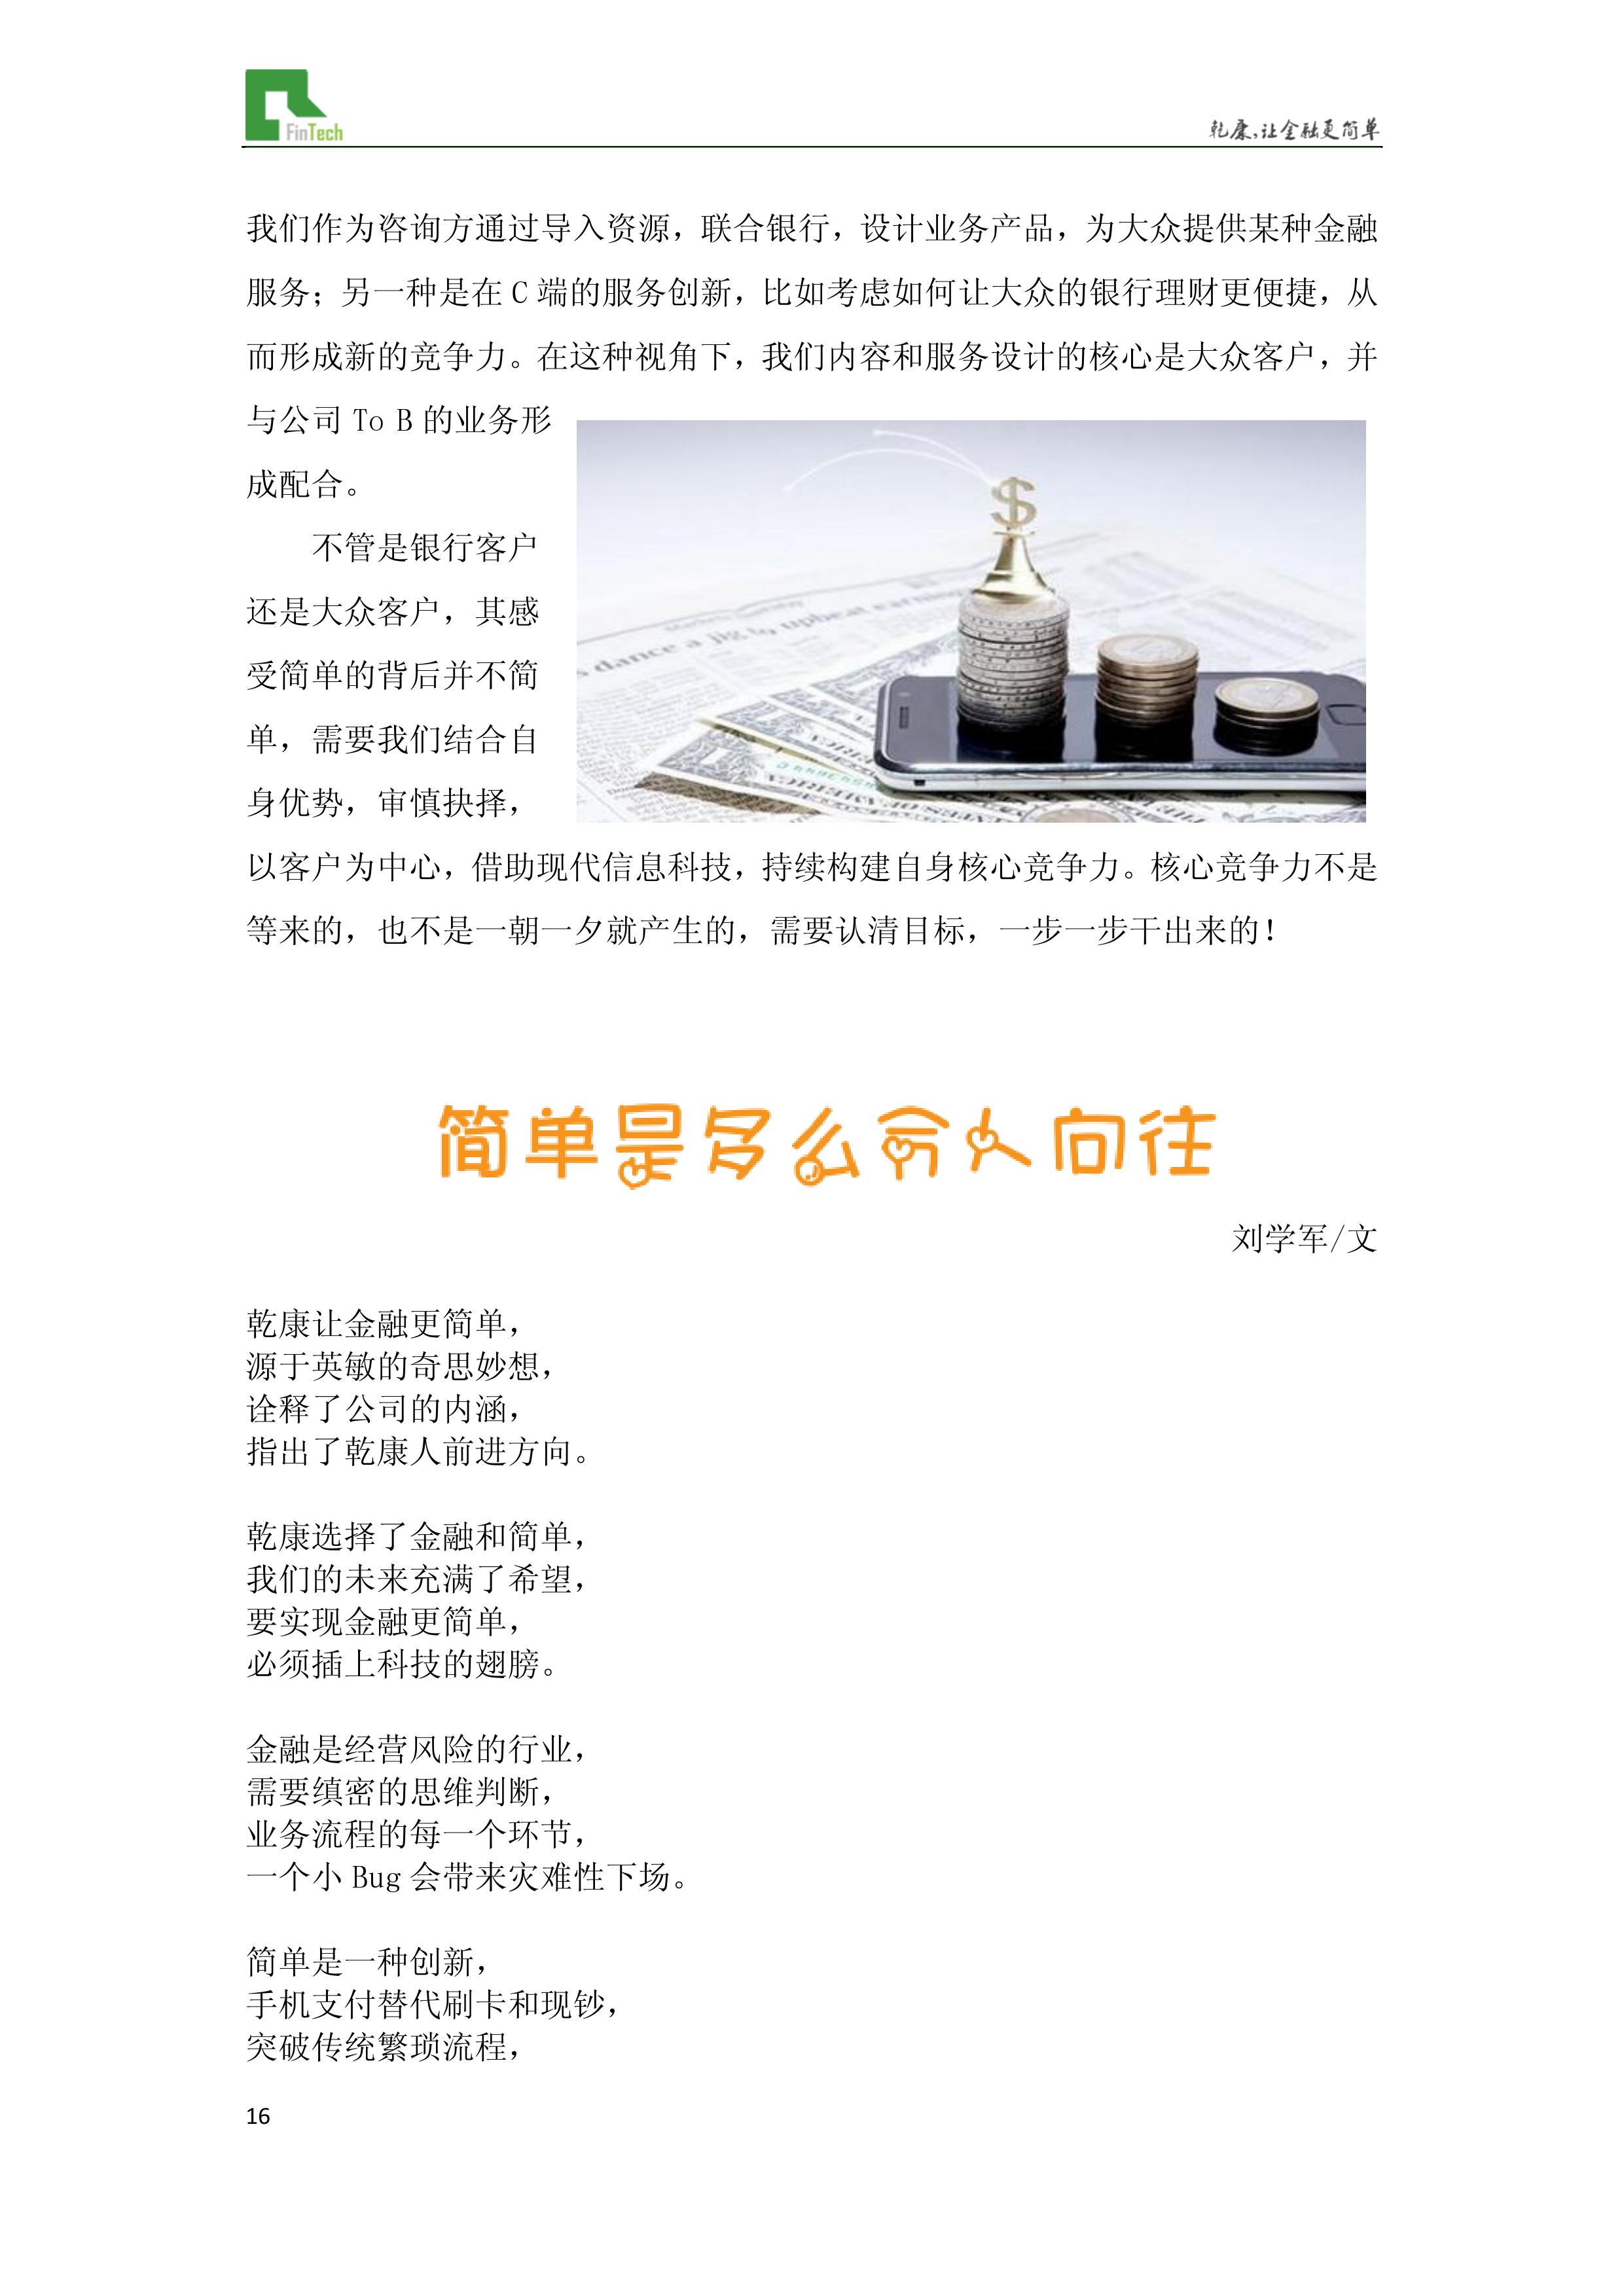 FinTech
乾康,让金融更简单
我们作为咨询方通过导入资源，联合银行，设计业务产品，为大众提供某种金融
服务；另一种是在 C 端的服务创新，比如考虑如何让大众的银行理财更便捷，从
而形成新的竞争力。在这种视角下，我们内容和服务设计的核心是大众客户，并
与公司 To B 的业务形
成配合。
不管是银行客户
还是大众客户，其感
受简单的背后并不简
单，需要我们结合自
身优势，审慎抉择，
s dance a jig to upbeat earnings
以客户为中心，借助现代信息科技，持续构建自身核心竞争力。核心竞争力不是
等来的，也不是一朝一夕就产生的，需要认清目标，一步一步干出来的！
简单是多么令人向往
刘学军/文
乾康让金融更简单，
源于英敏的奇思妙想，
诠释了公司的内涵，
指出了乾康人前进方向。
乾康选择了金融和简单，
我们的未来充满了希望，
要实现金融更简单，
必须插上科技的翅膀。
金融是经营风险的行业，
需要缜密的思维判断，
业务流程的每一个环节，
一个小 Bug 会带来灾难性下场。
简单是一种创新，
手机支付替代刷卡和现钞，
突破传统繁琐流程，
16